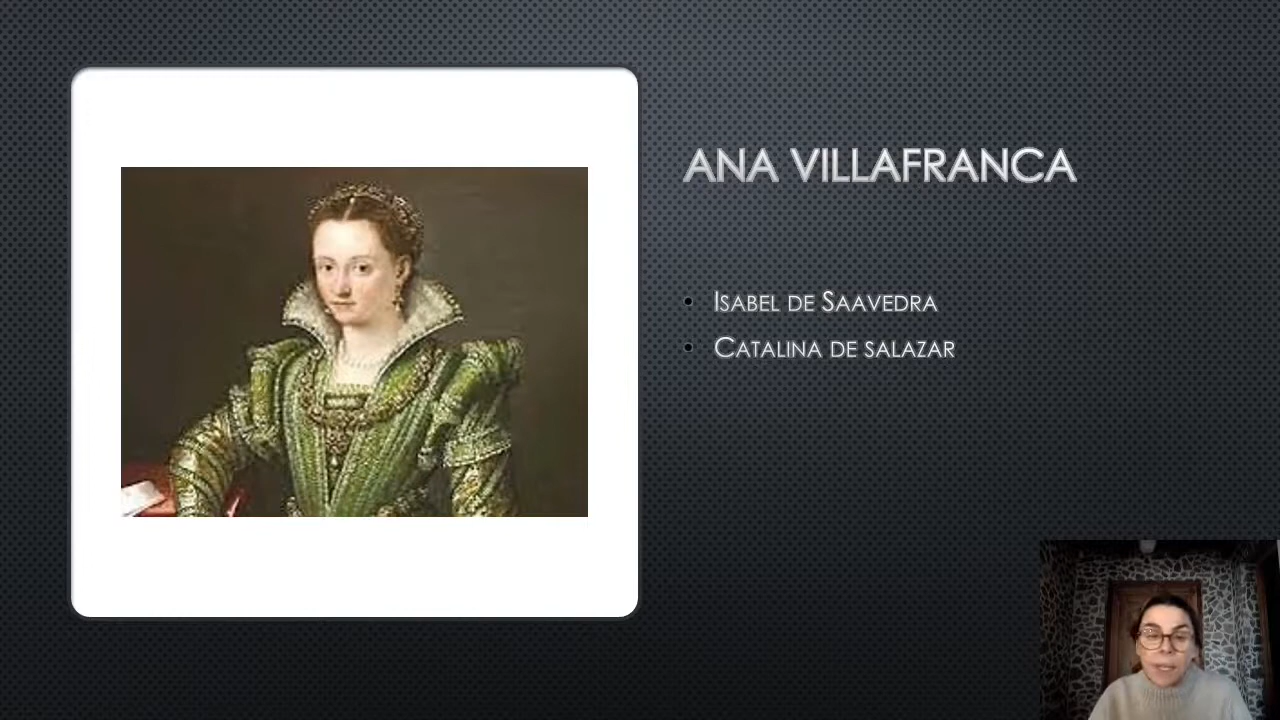 ANA VILLAFRANCA
• ISABEL DE SAAVEDRA
• CATALINA DE SALAZAR